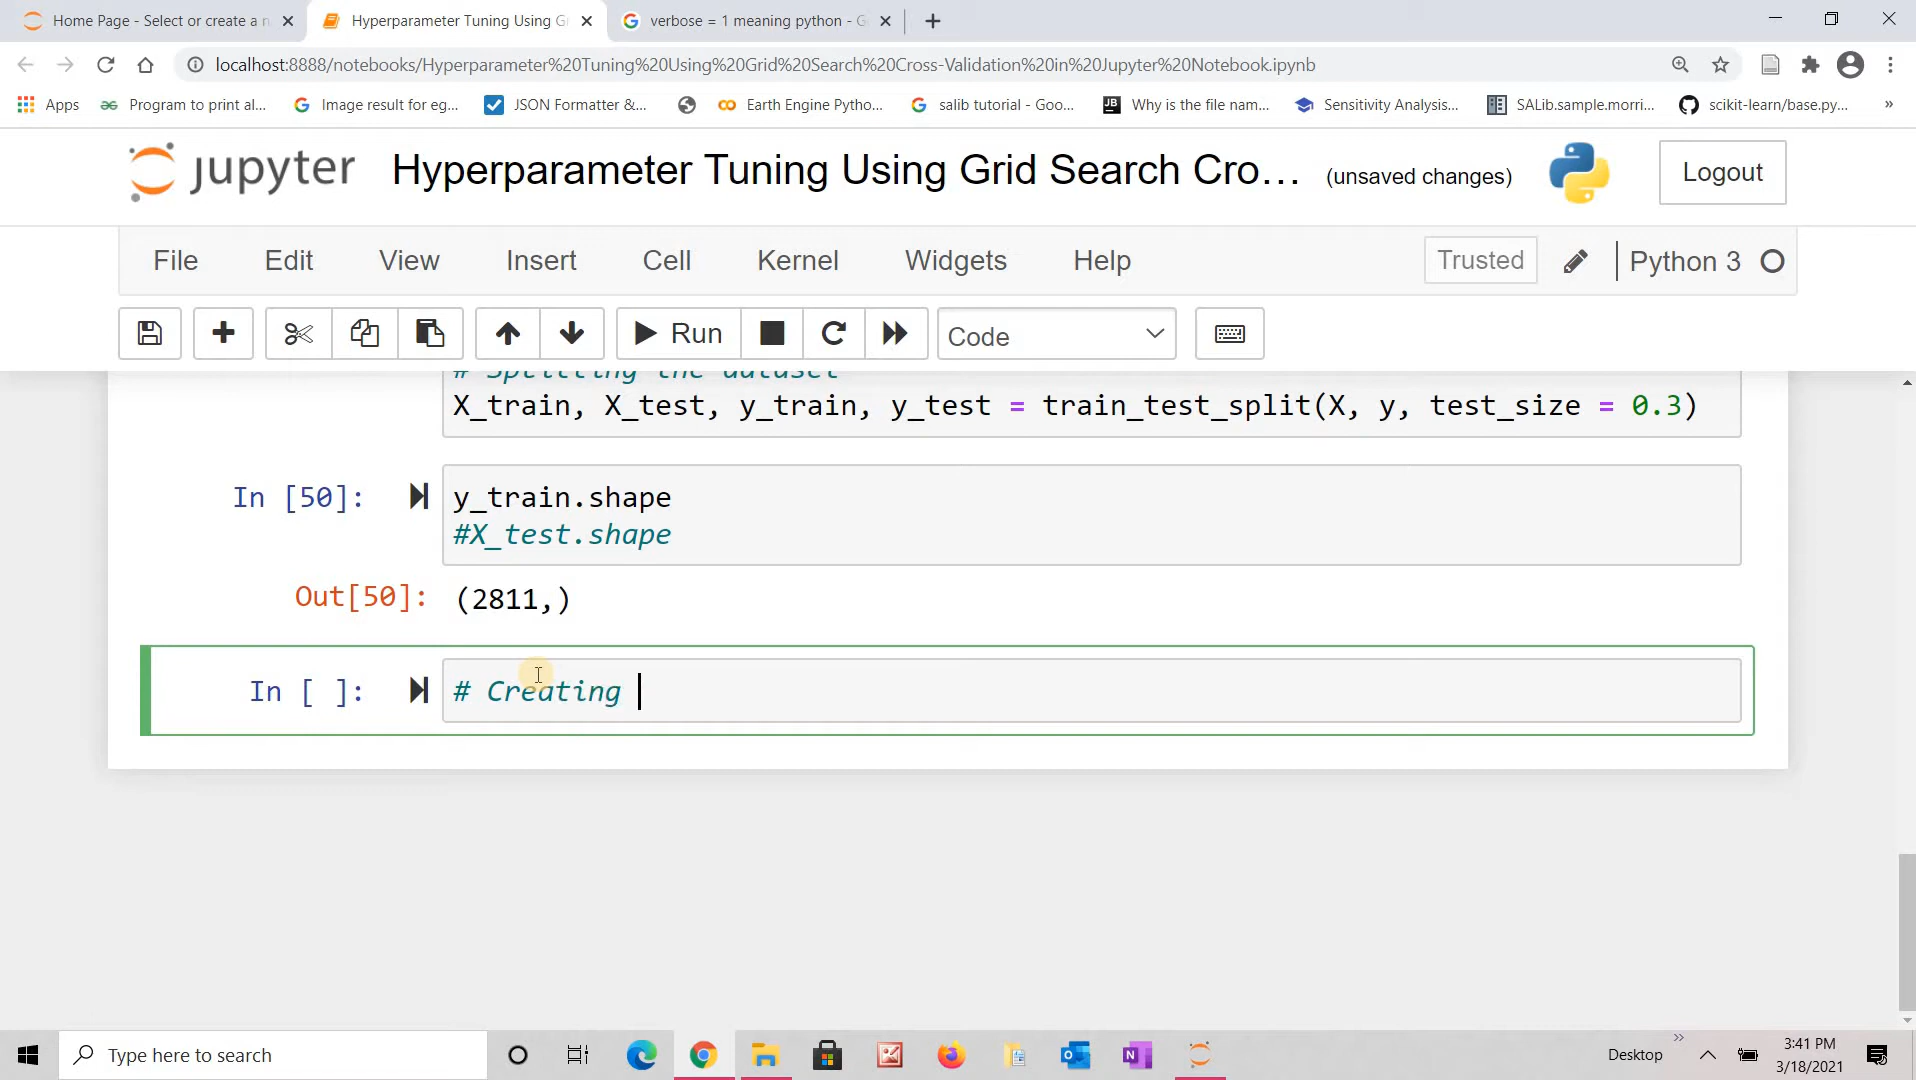 Home Page - Select or create a n
Hyperparameter Tuning Using Gr
verbose = 1 meaning python - G
localhost:8888/notebooks/Hyperparameter%20Tuning%20Using%20Grid%20Search%20Cross-Validation%20in%20Jupyter%20Notebook.ipynb
Apps
Program to print al...
Image result for eg...
JSON Formatter &...
Earth Engine Pytho...
salib tutorial - Goo...
Why is the file nam...
Sensitivity Analysis...
SALib.sample.morri...
scikit-learn/base.py...
»
jupyter
Hyperparameter Tuning Using Grid Search Cro...
(unsaved changes)
Logout
File
Edit
View
Insert
Cell
Kernel
Widgets
Help
Trusted
Python 3
Run
Code
# Splitting the dataset
X_train, X_test, y_train, y_test = train_test_split(X, y, test_size = 0.3)
In [50]:
y_train.shape
#X_test.shape
Out[50]:
(2811,)
In [ ]:
# Creating
Type here to search
Desktop
»
3:41 PM
3/18/2021